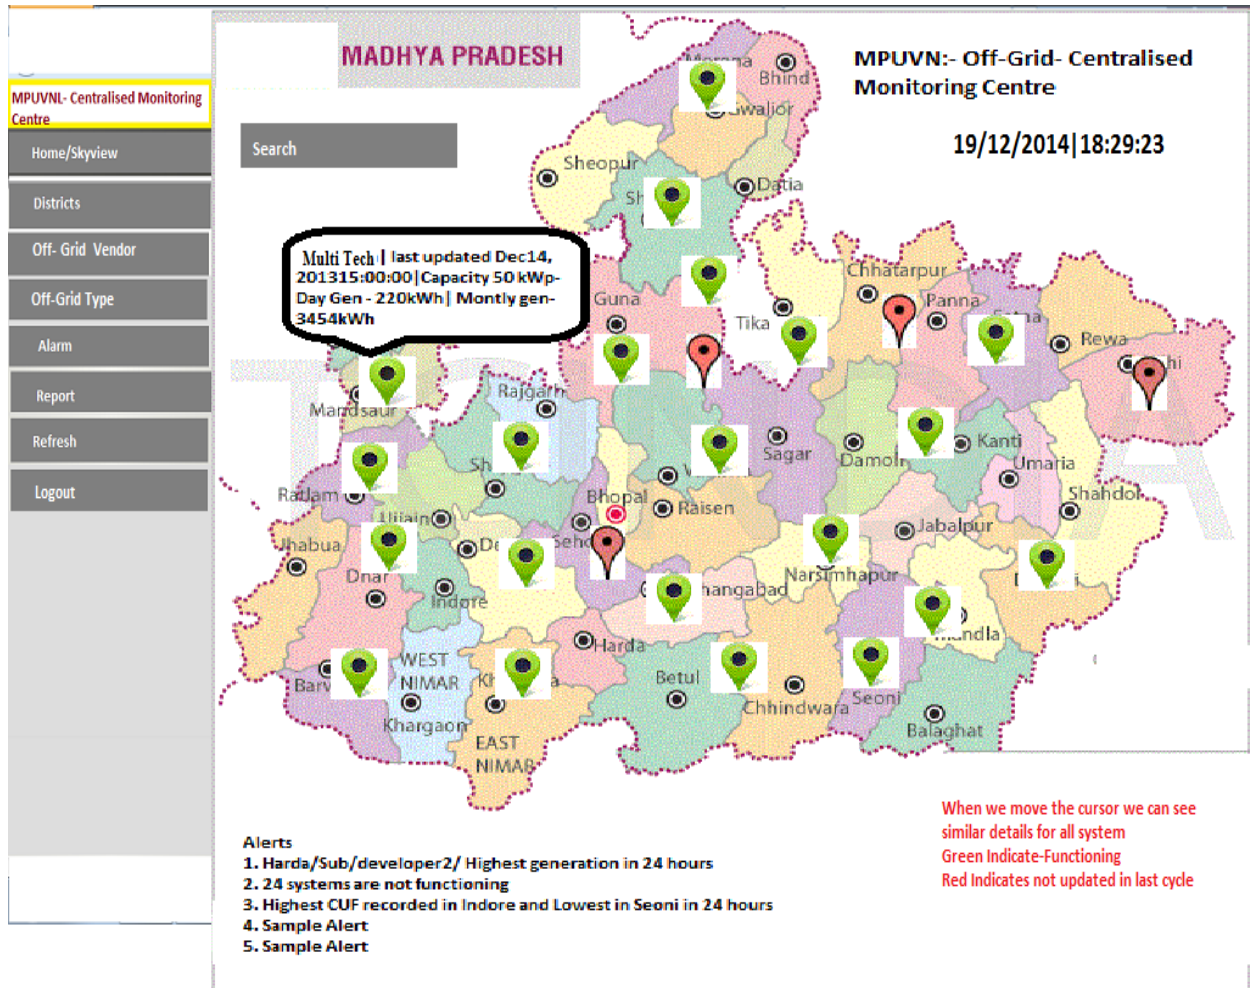 MADHYA PRADESH
MPUVN:- Off-Grid- Centralised
Monitoring Centre
19/12/2014|18:29:23
MPUVNL- Centralised Monitoring
Centre
Home/Skyview
Districts
Off- Grid Vendor
Off-Grid Type
Alarm
Report
Refresh
Logout
Search
Multi Tech | last updated Dec14,
201315:00:00|Capacity 50 kWp-
Day Gen - 220kWh| Montly gen-
3454kWh
Bhind
Sheopur
Datia
Guna
Tika
Chhatarpur
Panna
Rewa
Mandsaur
Rajgarh
Sagar
Damoh
Kanti
Umaria
Shahdol
Ratlam
Ujjain
Bhopal
Raisen
Jabalpur
Jhabua
Indore
Narsimhapur
hangabad
Harda
WEST
NIMAR
Khargaon
EAST
NIMAR
Betul
Chhindwara
Seoni
Balaghat
Alerts
1. Harda/Sub/developer2/ Highest generation in 24 hours
2. 24 systems are not functioning
3. Highest CUF recorded in Indore and Lowest in Seoni in 24 hours
4. Sample Alert
5. Sample Alert
When we move the cursor we can see
similar details for all system
Green Indicate-Functioning
Red Indicates not updated in last cycle